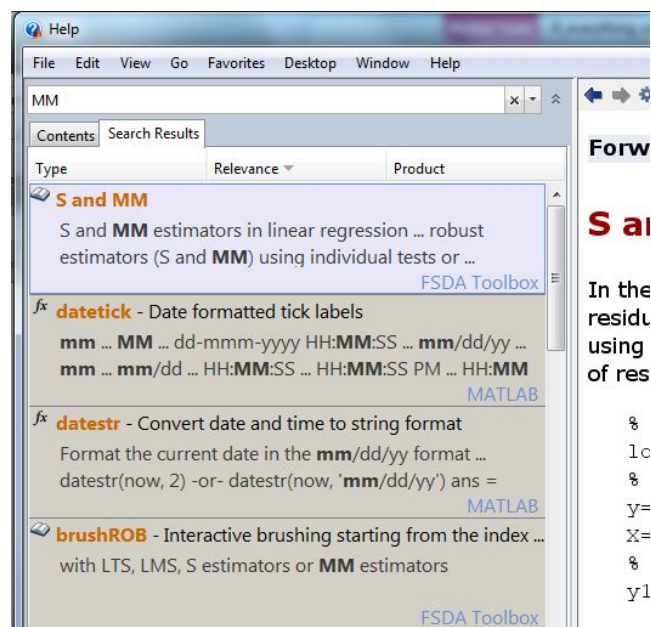 Help
File Edit View Go Favorites Desktop Window Help
MM
Contents Search Results
Type Relevance Product
S and MM
S and MM estimators in linear regression ... robust
estimators (S and MM) using individual tests or ...
FSDA Toolbox
fx datetick - Date formatted tick labels
mm ... MM ... dd-mmm-yyyy HH:MM:SS ... mm/dd/yy ...
mm ... mm/dd ... HH:MM:SS ... HH:MM:SS PM ... HH:MM
MATLAB
fx datestr - Convert date and time to string format
Format the current date in the mm/dd/yy format ...
datestr(now, 2) -or- datestr(now, 'mm/dd/yy') ans =
MATLAB
brushROB - Interactive brushing starting from the index ...
with LTS, LMS, S estimators or MM estimators
FSDA Toolbox
Forw
S a
In the
residu
using
of res
%
lo
%
y=
X=
%
y1